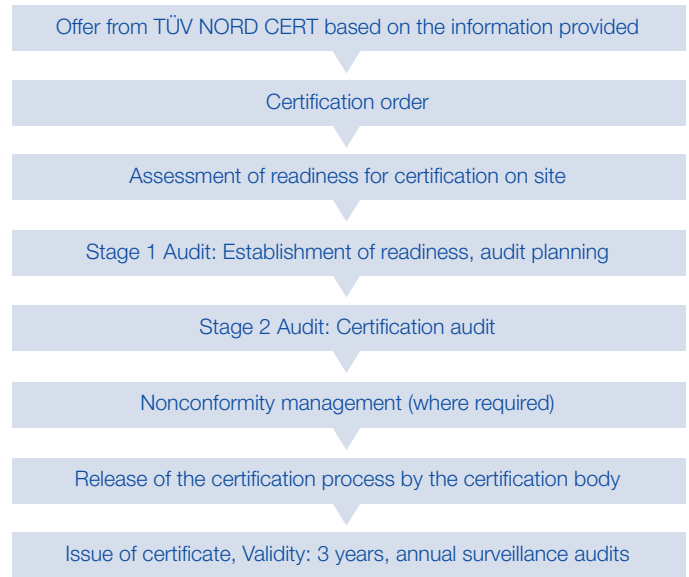 Offer from TÜV NORD CERT based on the information provided
Certification order
Assessment of readiness for certification on site
Stage 1 Audit: Establishment of readiness, audit planning
Stage 2 Audit: Certification audit
Nonconformity management (where required)
Release of the certification process by the certification body
Issue of certificate, Validity: 3 years, annual surveillance audits